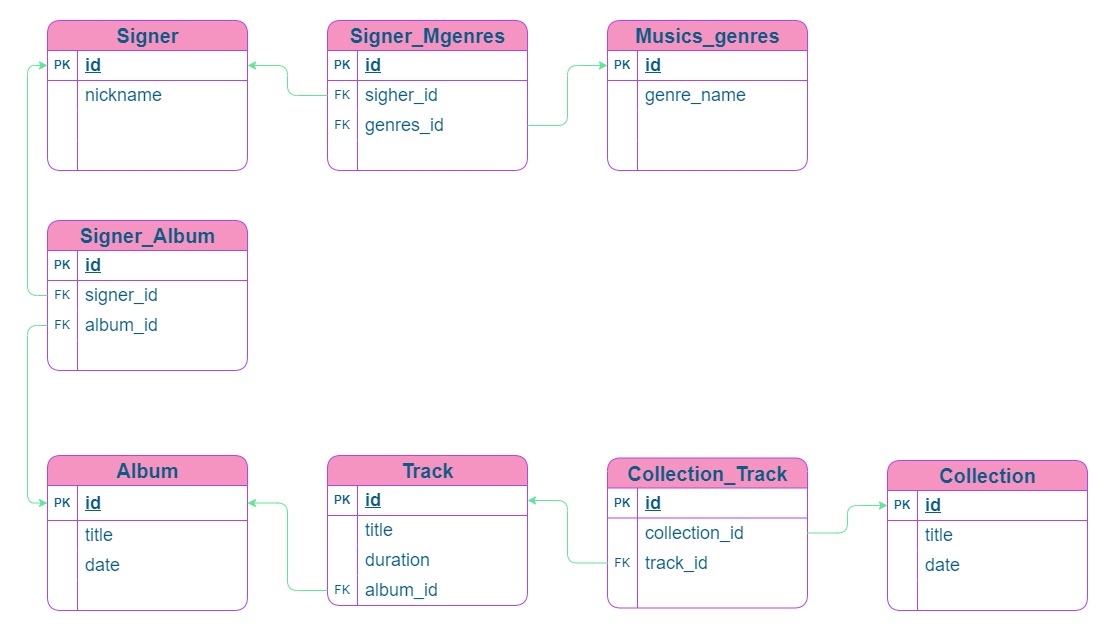 Signer
PK id
nickname
Signer_Mgenres
PK id
FK sigher_id
FK genres_id
Musics_genres
PK id
genre_name
Signer_Album
PK id
FK signer_id
FK album_id
Album
PK id
title
date
Track
PK id
title
duration
FK album_id
Collection_Track
PK id
collection_id
FK track_id
Collection
PK id
title
date